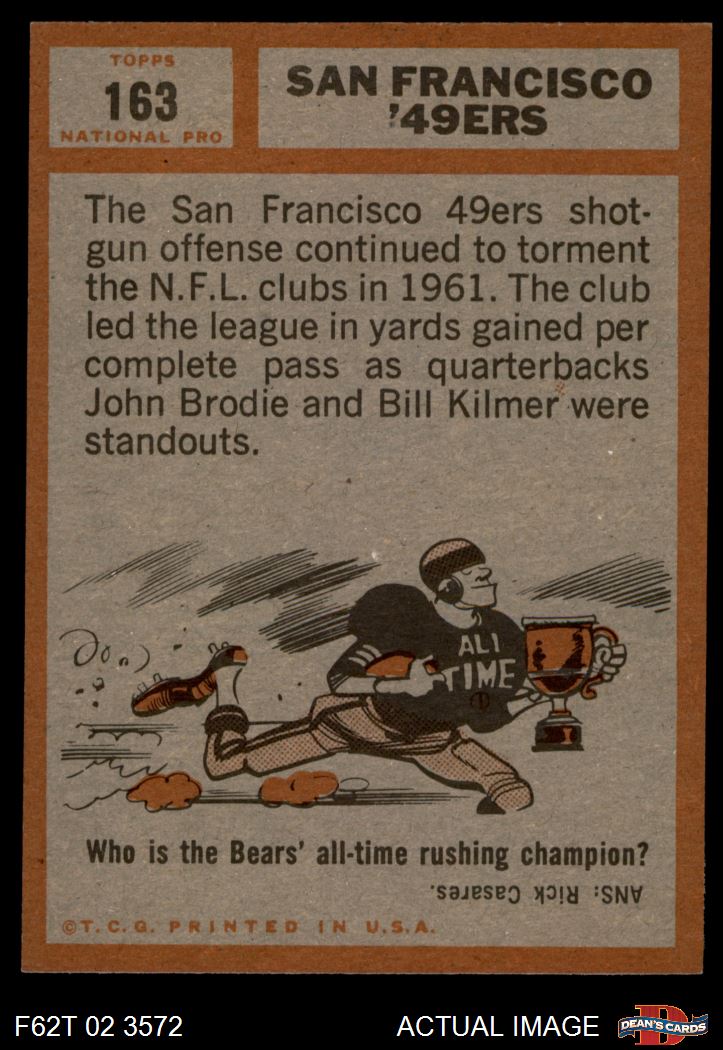 TOPPS
163
NATIONAL PRO
SAN FRANCISCO
'49ERS
The San Francisco 49ers shot-
gun offense continued to torment
the N.F.L. clubs in 1961. The club
led the league in yards gained per
complete pass as quarterbacks
John Brodie and Bill Kilmer were
standouts.
ALL
TIME
1
Who is the Bears' all-time rushing champion?
ANS: Rick Casares.
©T.C.G. PRINTED IN U.S.A.
F62T 02 3572
ACTUAL IMAGE
D
DEAN'S CARDS